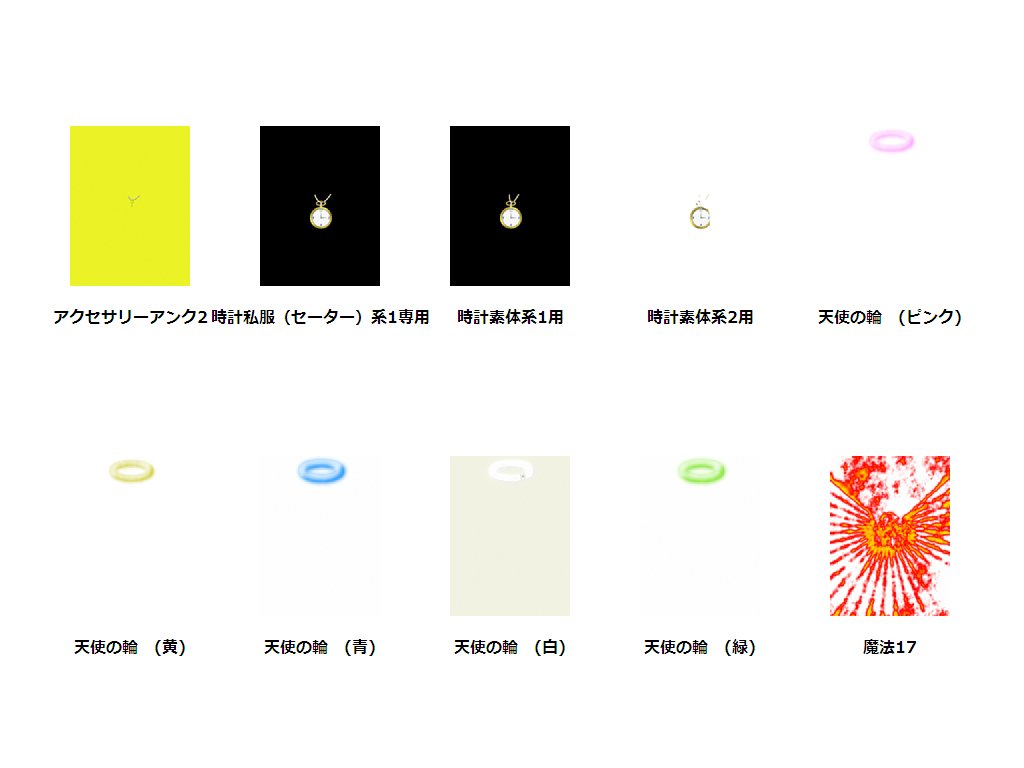 アクセサリーアンク2
時計私服（セーター）系1専用
時計素体系1用
時計素体系2用
天使の輪　(ピンク)
天使の輪　(黄)
天使の輪　(青)
天使の輪　(白)
天使の輪　(緑)
魔法17